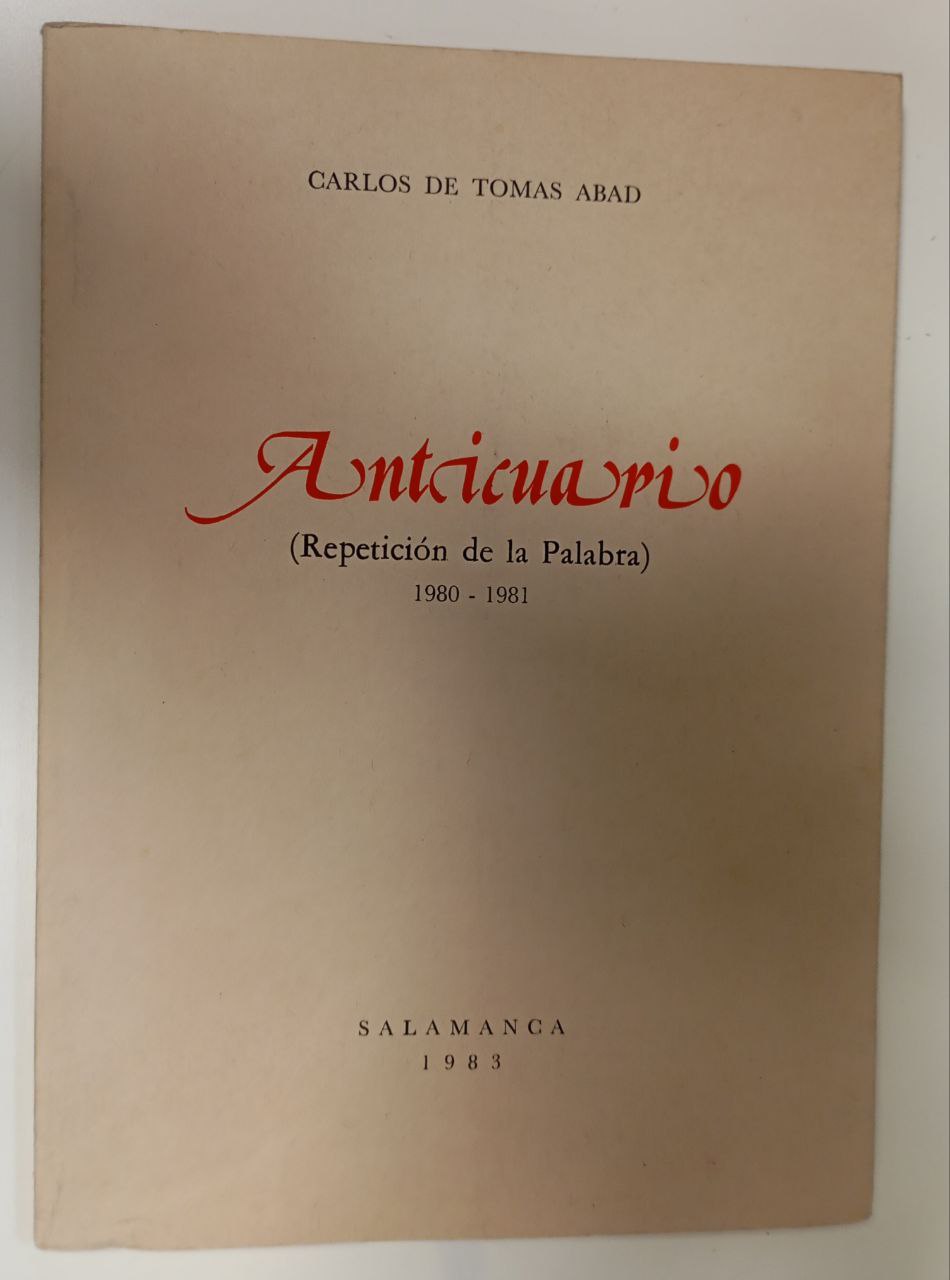 CARLOS DE TOMAS ABAD
Anticuario
(Repetición de la Palabra)
1980 - 1981
SALAMANCA
1983